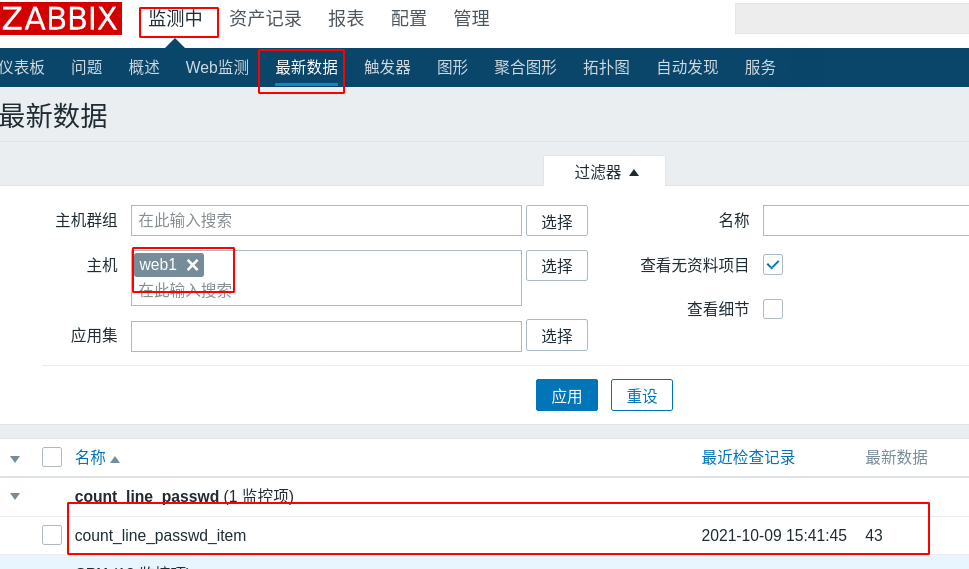 ZABBIX 监测中 资产记录 报表 配置 管理
仪表板 问题 概述 Web监测 最新数据 触发器 图形 聚合图形 拓扑图 自动发现 服务
最新数据
过滤器
主机群组 在此输入搜索 选择 名称
主机 web1 选择 查看无资料项目
在此输入搜索
查看细节
应用集 选择
应用 重设
名称 最近检查记录 最新数据
count_line_passwd (1 监控项)
count_line_passwd_item 2021-10-09 15:41:45 43